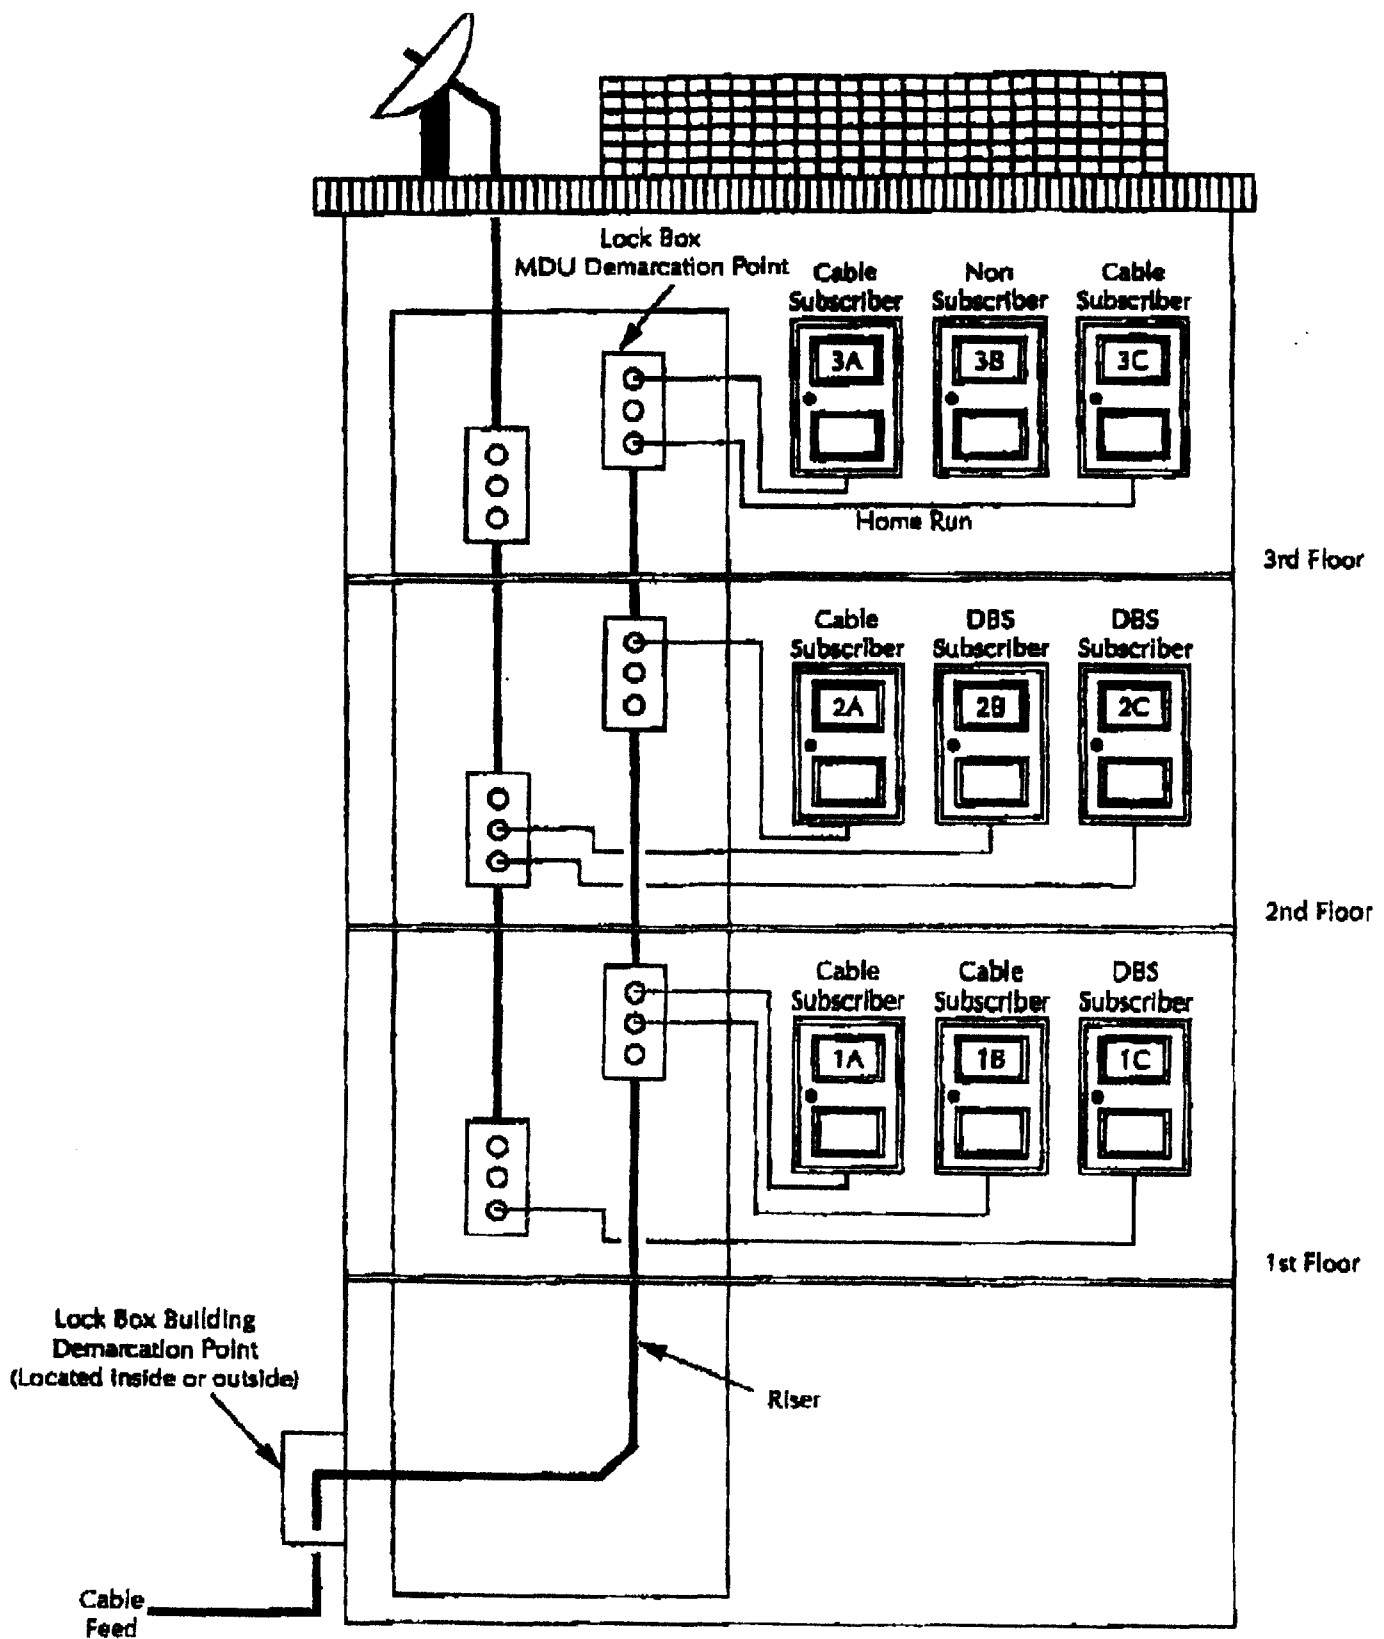 Lock Box
MDU Demarcation Point
Cable
Subscriber
Non
Subscriber
Cable
Subscriber
3A
3B
3C
Home Run
3rd Floor
Cable
Subscriber
DBS
Subscriber
DBS
Subscriber
2A
2B
2C
2nd Floor
Cable
Subscriber
Cable
Subscriber
DBS
Subscriber
1A
1B
1C
1st Floor
Lock Box Building
Demarcation Point
(Located inside or outside)
Riser
Cable
Feed